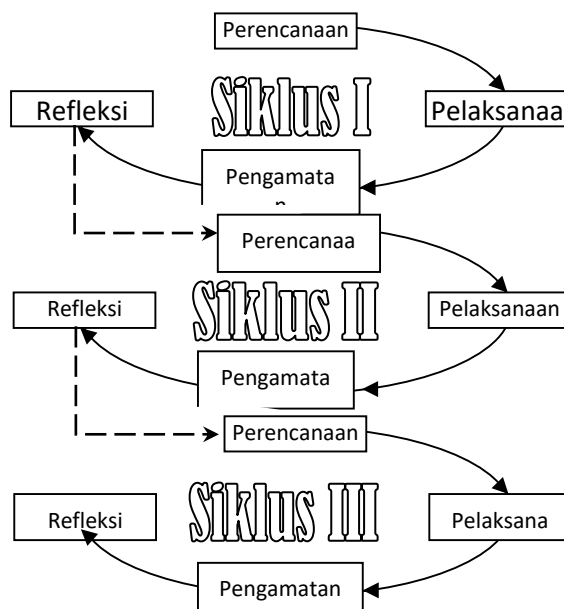 Perencanaan
Refleksi
Siklus I
Pelaksanaa
Pengamata
Perencanaa
Refleksi
Siklus II
Pelaksanaan
Pengamata
Perencanaan
Refleksi
Siklus III
Pelaksana
Pengamatan